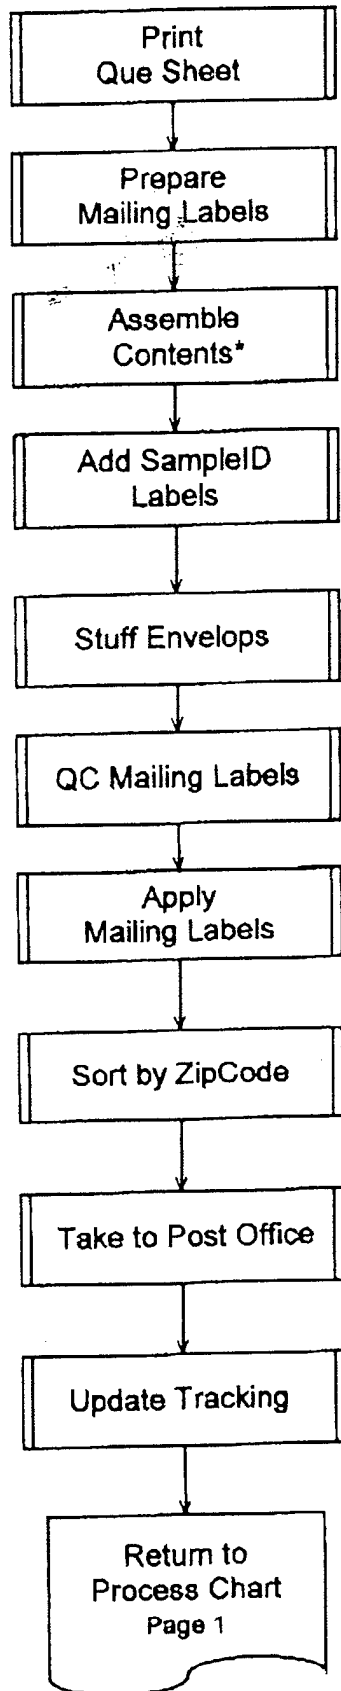 Print
Que Sheet
Prepare
Mailing Labels
Assemble
Contents*
Add SampleID
Labels
Stuff Envelops
QC Mailing Labels
Apply
Mailing Labels
Sort by ZipCode
Take to Post Office
Update Tracking
Return to
Process Chart
Page 1